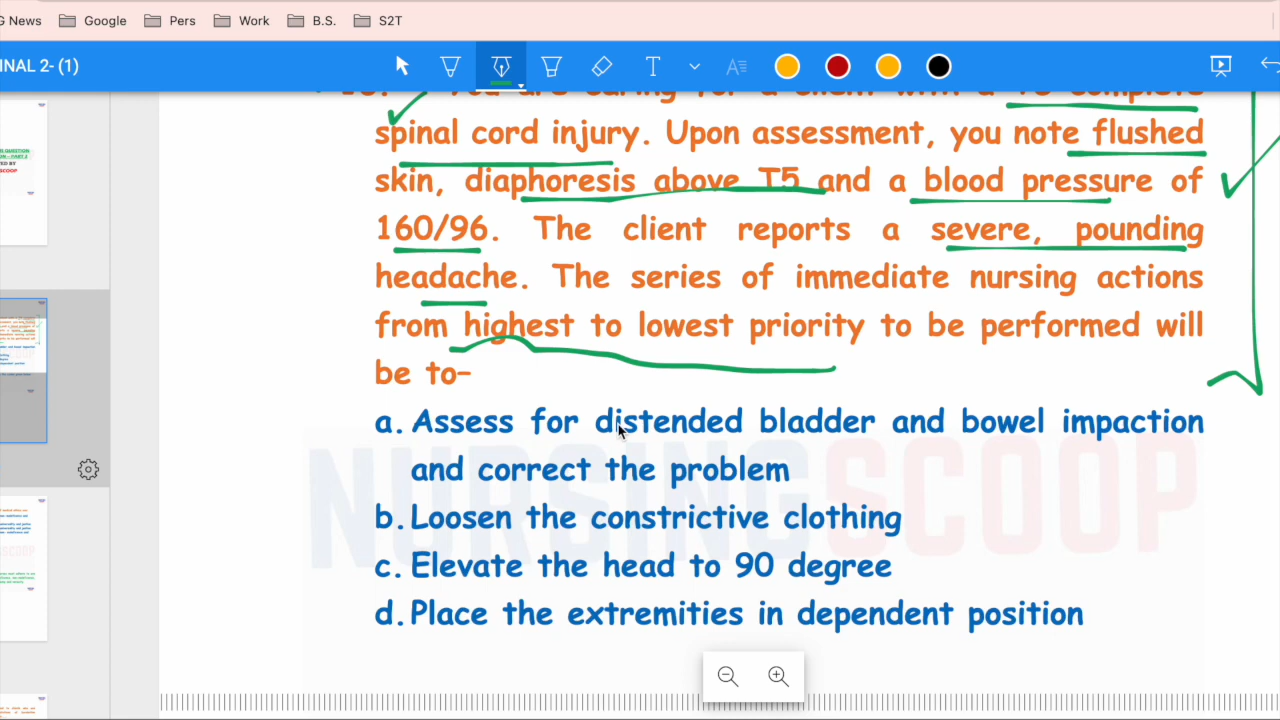 G News Google Pers Work B.S. S2T
INAL 2- (1)
spinal cord injury. Upon assessment, you note flushed
skin, diaphoresis above T5 and a blood pressure of
160/96. The client reports a severe, pounding
headache. The series of immediate nursing actions
from highest to lowest priority to be performed will
be to–
a. Assess for distended bladder and bowel impaction
and correct the problem
b. Loosen the constrictive clothing
c. Elevate the head to 90 degree
d. Place the extremities in dependent position
NURSINGSCOOP